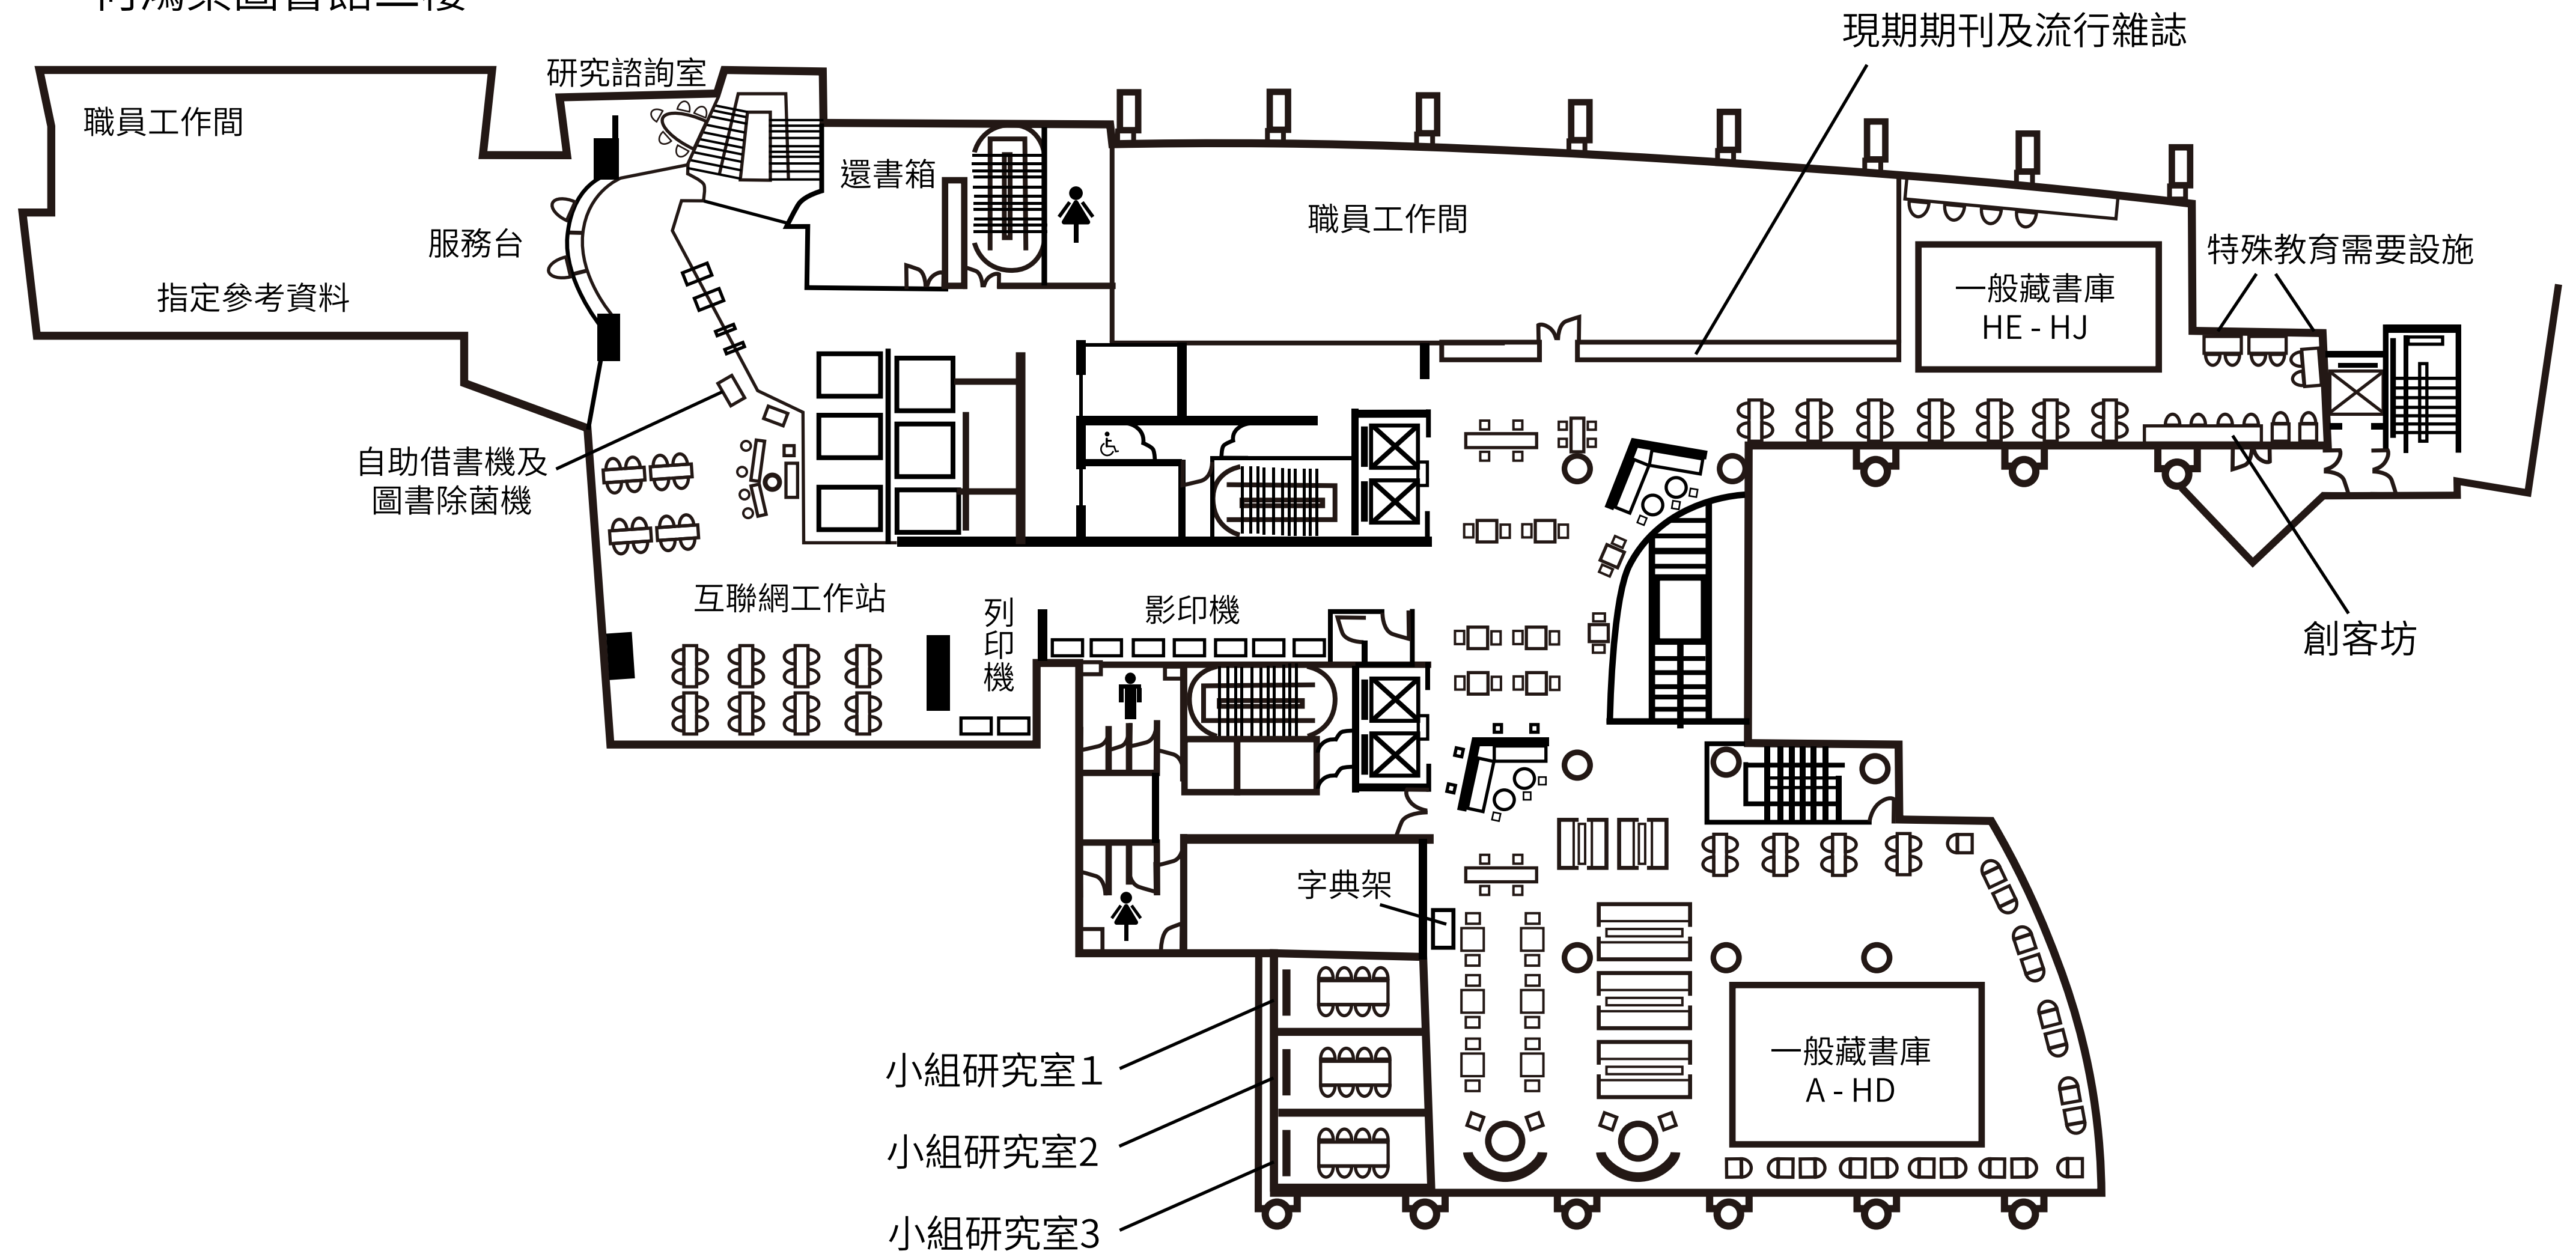 現期期刊及流行雜誌
研究諮詢室
職員工作間
還書箱
職員工作間
服務台
特殊教育需要設施
指定參考資料
一般藏書庫
HE - HJ
自助借書機及
圖書除菌機
互聯網工作站
列印機
影印機
創客坊
字典架
小組研究室1
一般藏書庫
A - HD
小組研究室2
小組研究室3